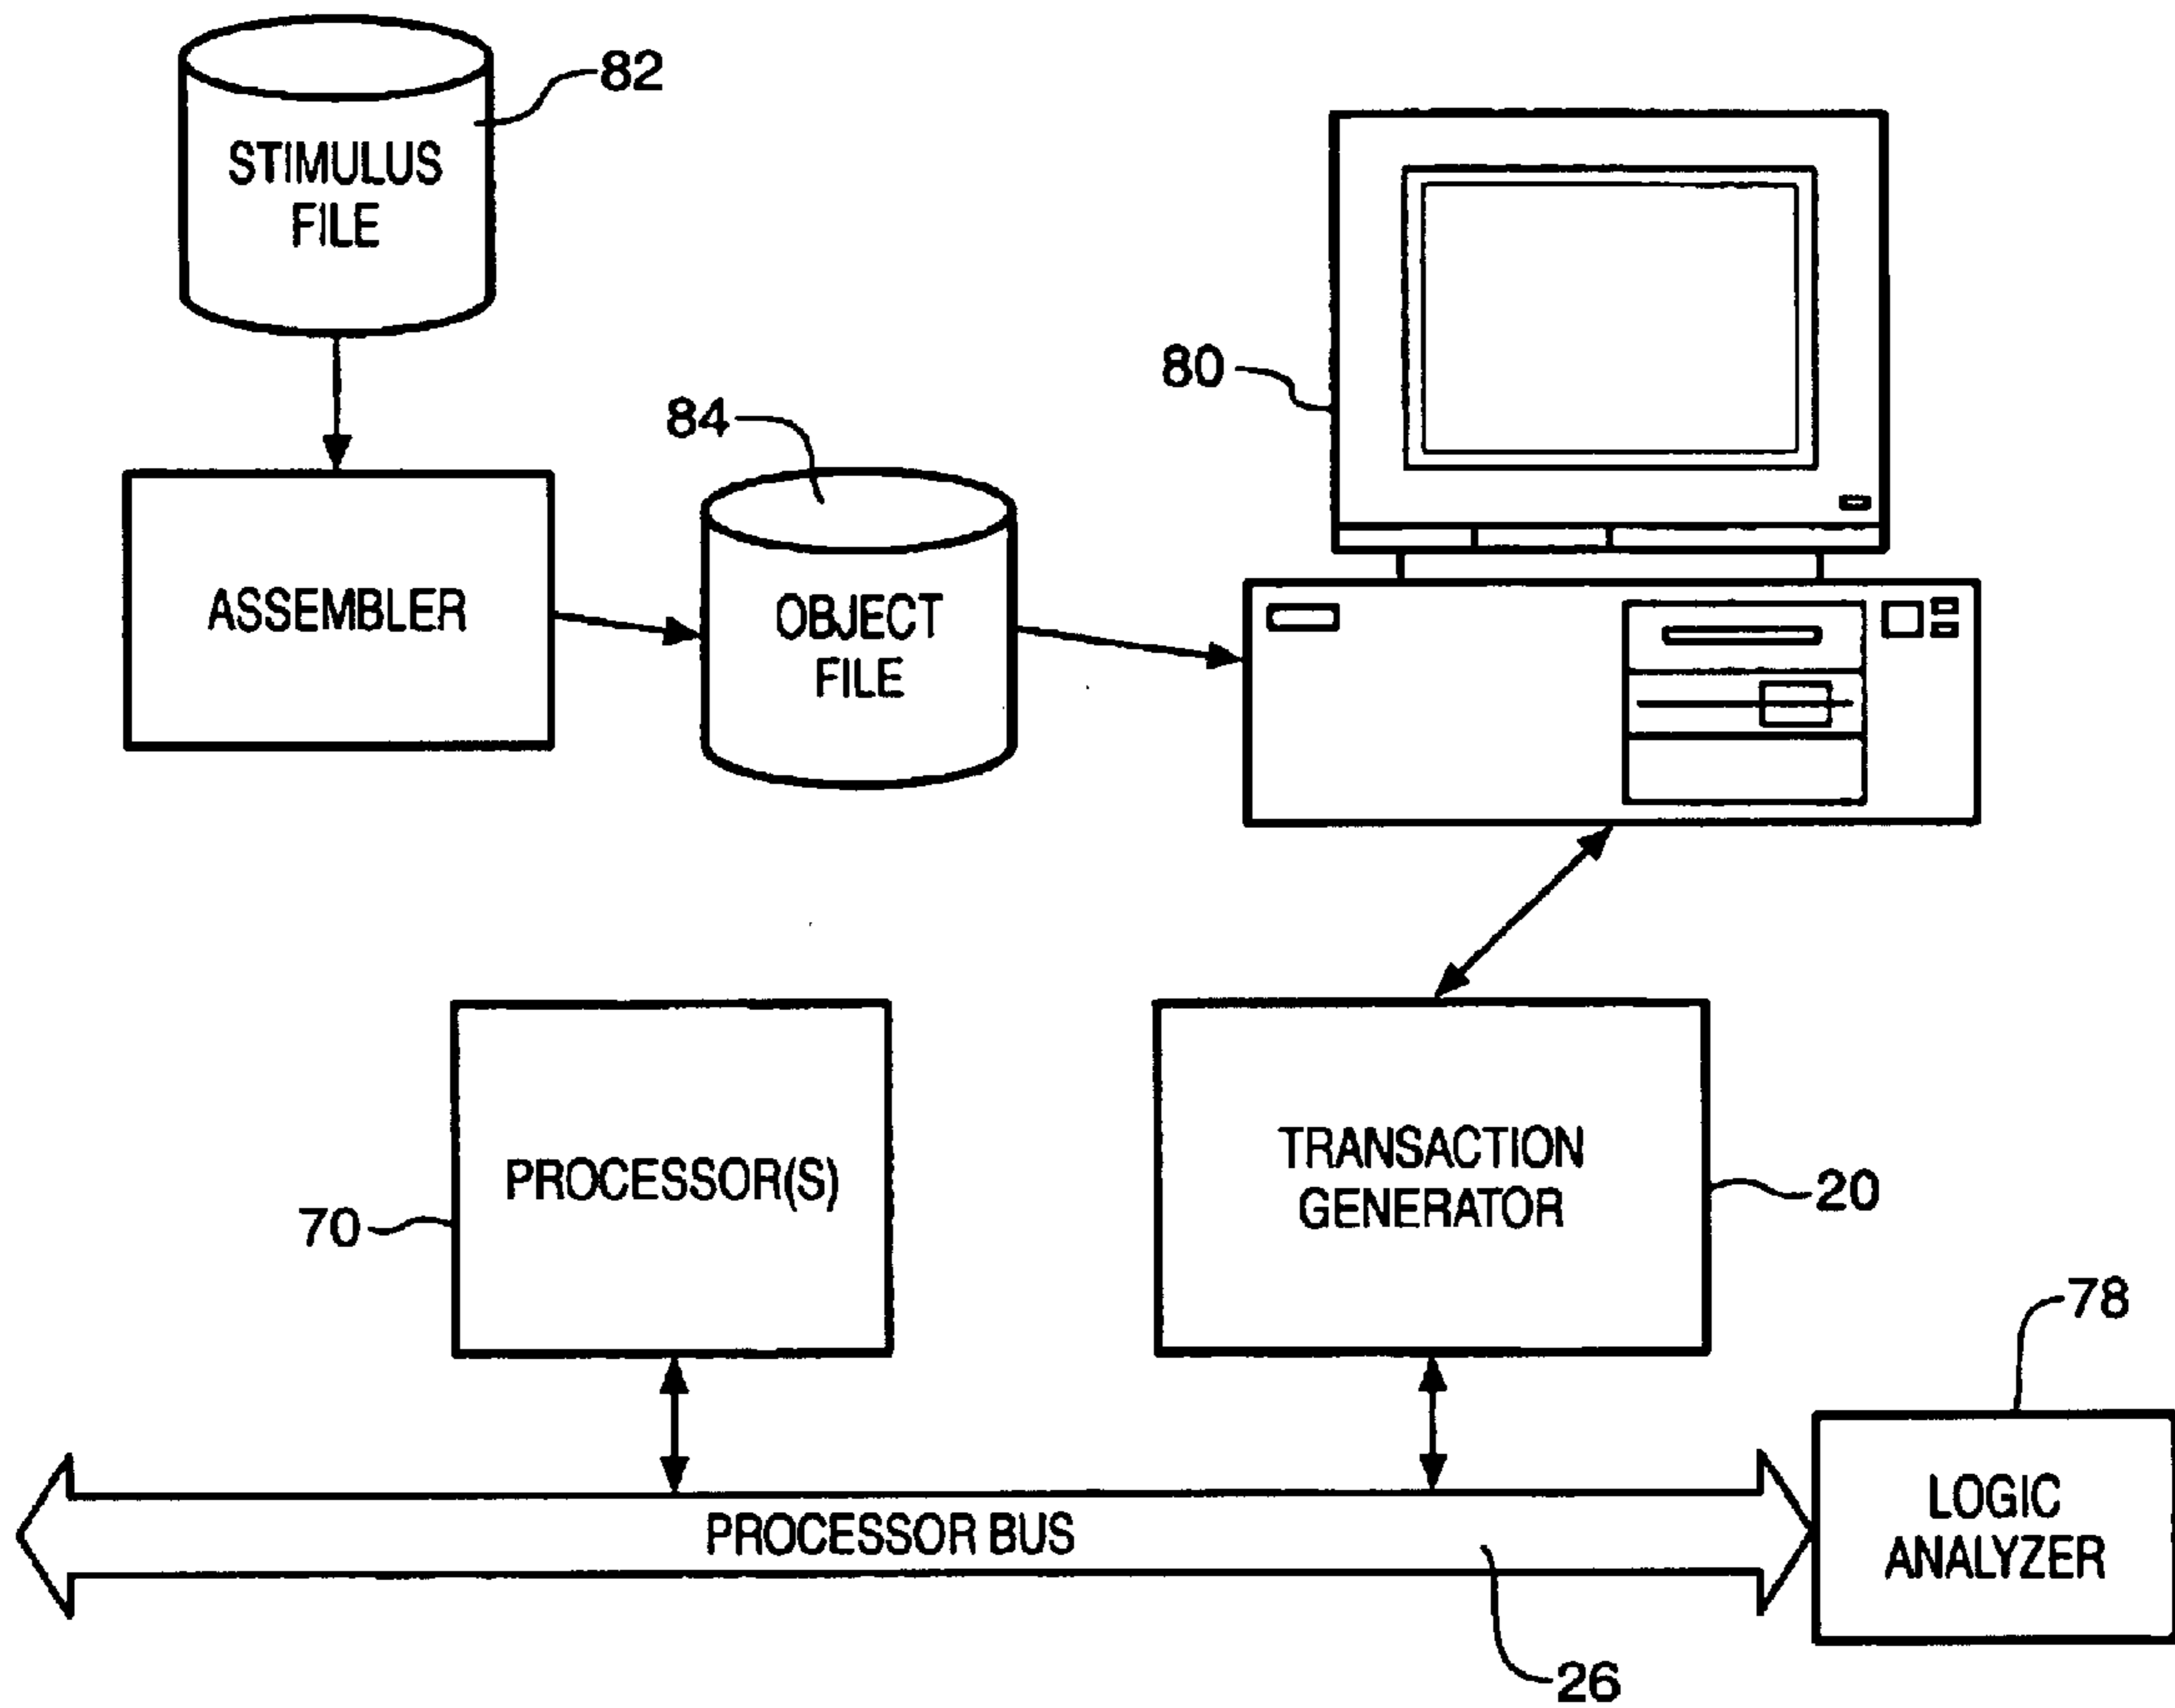 82
STIMULUS
FILE
80
84
ASSEMBLER
OBJECT
FILE
PROCESSOR(S)
70
TRANSACTION
GENERATOR
20
78
PROCESSOR BUS
LOGIC
ANALYZER
26